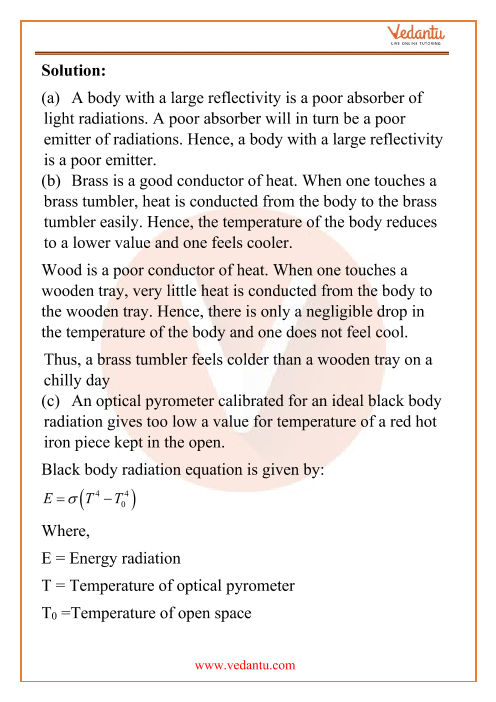 Vedantu
LIVE ONLINE TUTORING
Solution:
(a) A body with a large reflectivity is a poor absorber of
light radiations. A poor absorber will in turn be a poor
emitter of radiations. Hence, a body with a large reflectivity
is a poor emitter.
(b) Brass is a good conductor of heat. When one touches a
brass tumbler, heat is conducted from the body to the brass
tumbler easily. Hence, the temperature of the body reduces
to a lower value and one feels cooler.
Wood is a poor conductor of heat. When one touches a
wooden tray, very little heat is conducted from the body to
the wooden tray. Hence, there is only a negligible drop in
the temperature of the body and one does not feel cool.
Thus, a brass tumbler feels colder than a wooden tray on a
chilly day
(c) An optical pyrometer calibrated for an ideal black body
radiation gives too low a value for temperature of a red hot
iron piece kept in the open.
Black body radiation equation is given by:
E = σ(T⁴ − T₀⁴)
Where,
E = Energy radiation
T = Temperature of optical pyrometer
T₀ =Temperature of open space
www.vedantu.com